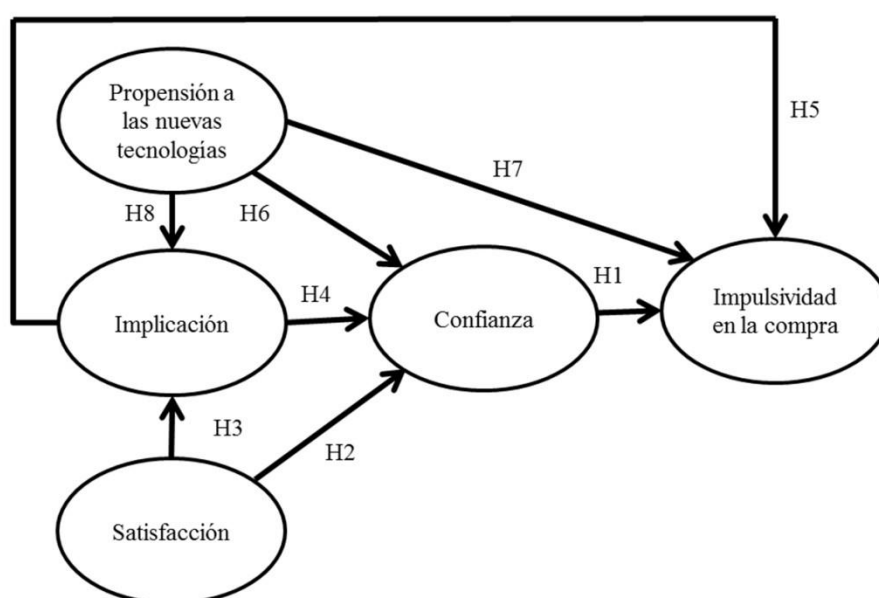 Propensión a
las nuevas
tecnologías
H5
H7
H8
H6
H1
H4
Implicación
Confianza
Impulsividad
en la compra
H3
H2
Satisfacción